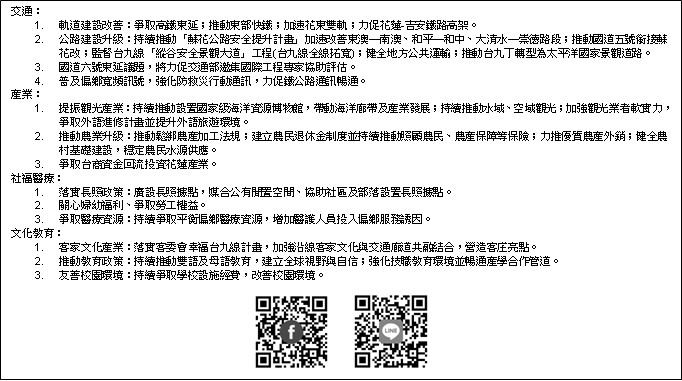 交通：
1. 軌道建設改善：爭取高鐵東延；推動東部快鐵；加速花東雙軌；力促花蓮-吉安鐵路高架。
2. 公路建設升級：持續推動「蘇花公路安全提升計畫」加速改善東澳—南澳、和平—和中、大清水—崇德路段；推動國道五號銜接蘇
花改；監督台九線「縱谷安全景觀大道」工程(台九線全線拓寬)；健全地方公共運輸；推動台九丁轉型為太平洋國家景觀道路。
3. 國道六號東延議題，將力促交通部邀集國際工程專家協助評估。
4. 普及偏鄉寬頻訊號，強化防救災行動通訊，力促鐵公路通訊暢通。
產業：
1. 提振觀光產業：持續推動設置國家級海洋資源博物館，帶動海洋廊帶及產業發展；持續推動水域、空域觀光；加強觀光業者軟實力，
爭取外語進修計畫並提升外語旅遊環境。
2. 推動農業升級：推動鬆綁農產加工法規；建立農民退休金制度並持續推動照顧農民、農產保障等保險；力推優質農產外銷；健全農
村基礎建設，穩定農民水源供應。
3. 爭取台商資金回流投資花蓮產業。
社福醫療：
1. 落實長照政策：廣設長照據點，媒合公有閒置空間、協助社區及部落設置長照據點。
2. 關心婦幼福利、爭取勞工權益。
3. 爭取醫療資源：持續爭取平衡偏鄉醫療資源，增加醫護人員投入偏鄉服務誘因。
文化教育：
1. 客家文化產業：落實客委會幸福台九線計畫，加強沿線客家文化與交通廊道共融結合，營造客庄亮點。
2. 推動教育政策：持續推動雙語及母語教育，建立全球視野與自信；強化技職教育環境並暢通產學合作管道。
3. 友善校園環境：持續爭取學校設施經費，改善校園環境。
LINE